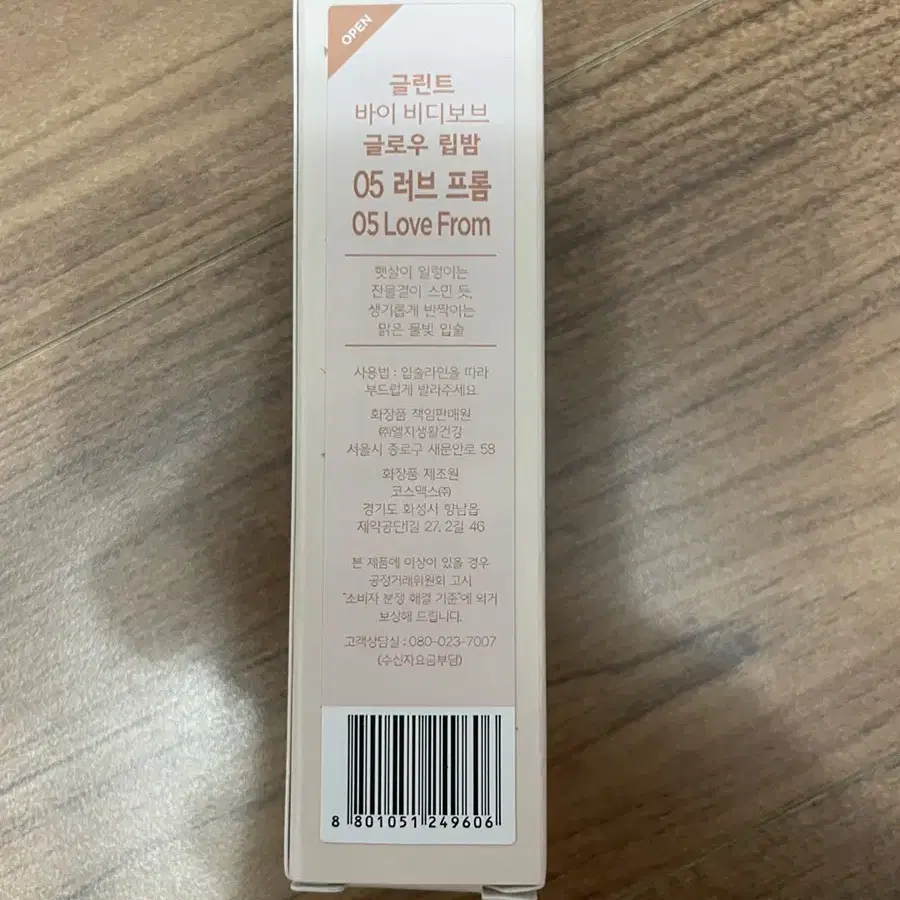 OPEN
글린트
바이 비디보브
글로우 립밤
05 러브 프롬
05 Love From
햇살이 일렁이는
잔물결이 스민 듯,
생기롭게 반짝이는
맑은 물빛 입술
사용법 : 입술라인을 따라
부드럽게 발라주세요
화장품 책임판매원
㈜엘지생활건강
서울시 종로구 새문안로 58
화장품 제조원
코스맥스㈜
경기도 화성시 향남읍
제약공단1길 27, 2길 46
본 제품에 이상이 있을 경우
공정거래위원회 고시
"소비자 분쟁 해결 기준"에 의거
보상해 드립니다.
고객상담실 : 080-023-7007
(수신자요금부담)
8 801051 249606